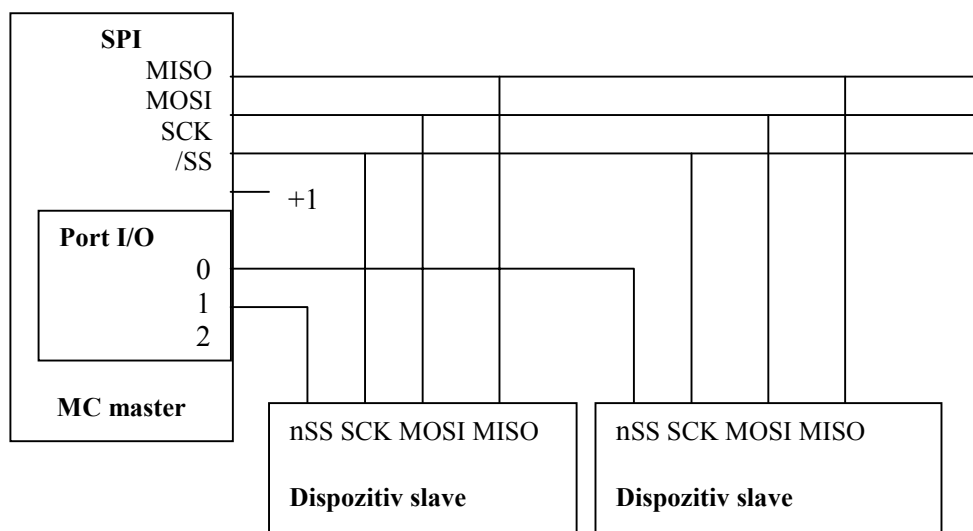 SPI
MISO
MOSI
SCK
/SS
+1
Port I/O
0
1
2
MC master
nSS SCK MOSI MISO
Dispozitiv slave
nSS SCK MOSI MISO
Dispozitiv slave